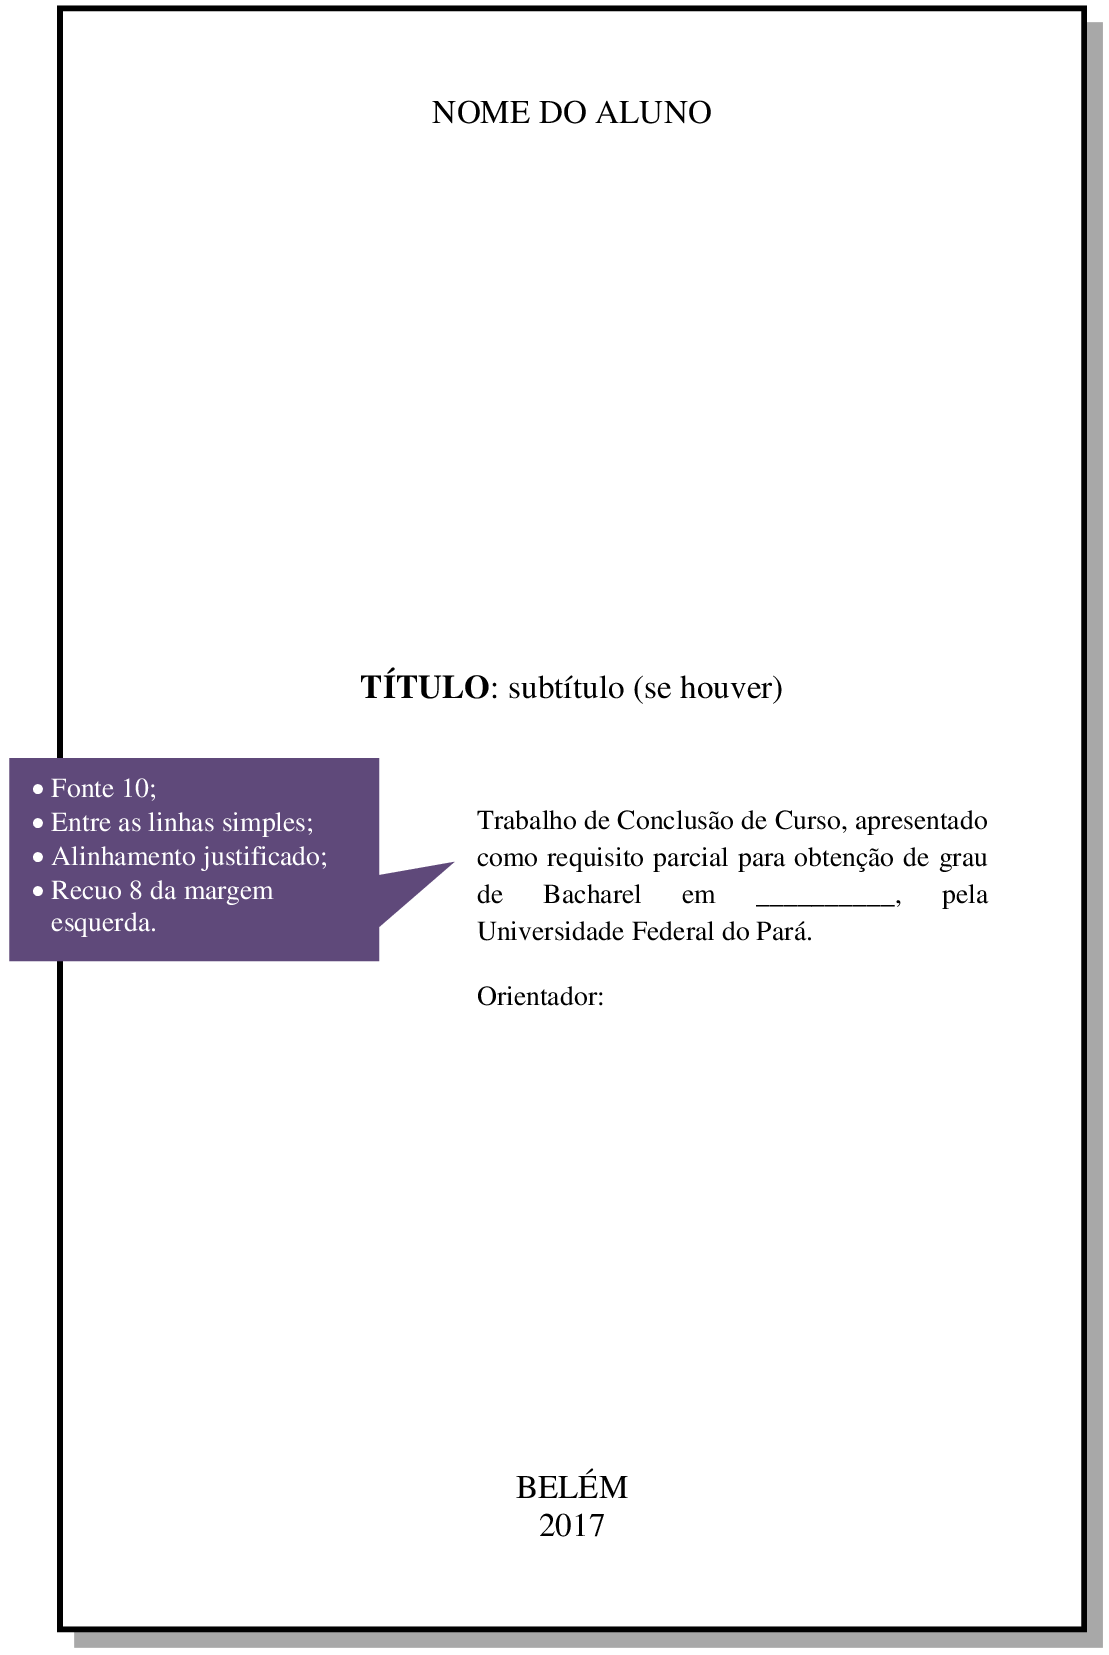 NOME DO ALUNO
TÍTULO: subtítulo (se houver)
• Fonte 10;
• Entre as linhas simples;
• Alinhamento justificado;
• Recuo 8 da margem
esquerda.
Trabalho de Conclusão de Curso, apresentado
como requisito parcial para obtenção de grau
de Bacharel em __________, pela
Universidade Federal do Pará.
Orientador:
BELÉM
2017